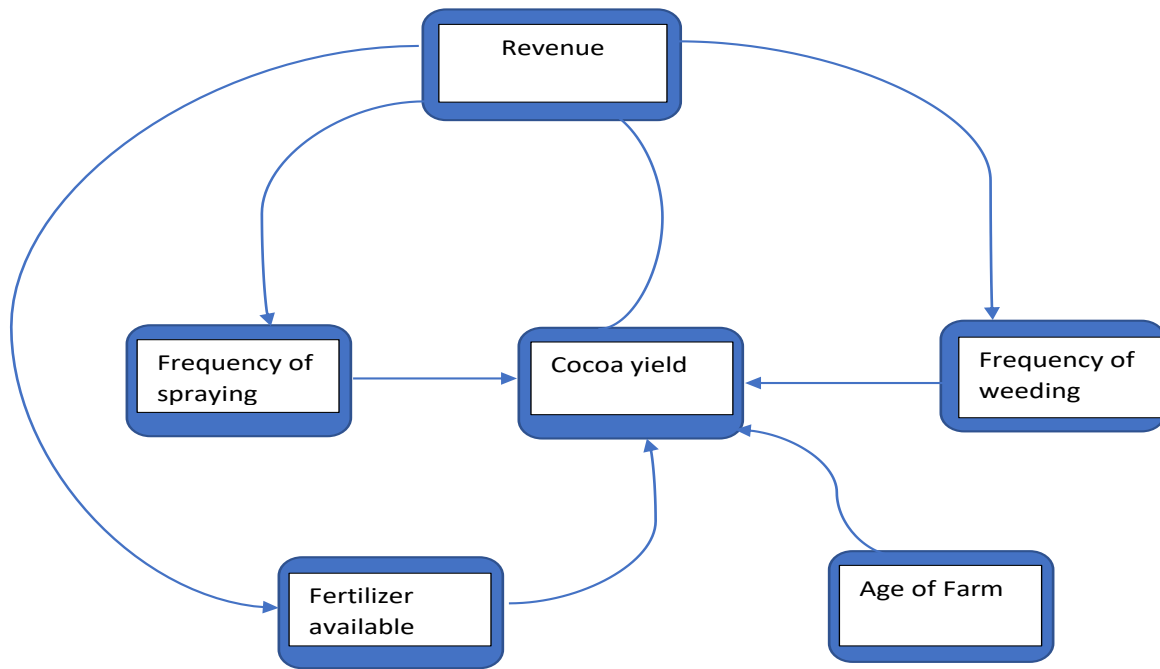 Revenue
Frequency of
spraying
Cocoa yield
Frequency of
weeding
Fertilizer
available
Age of Farm